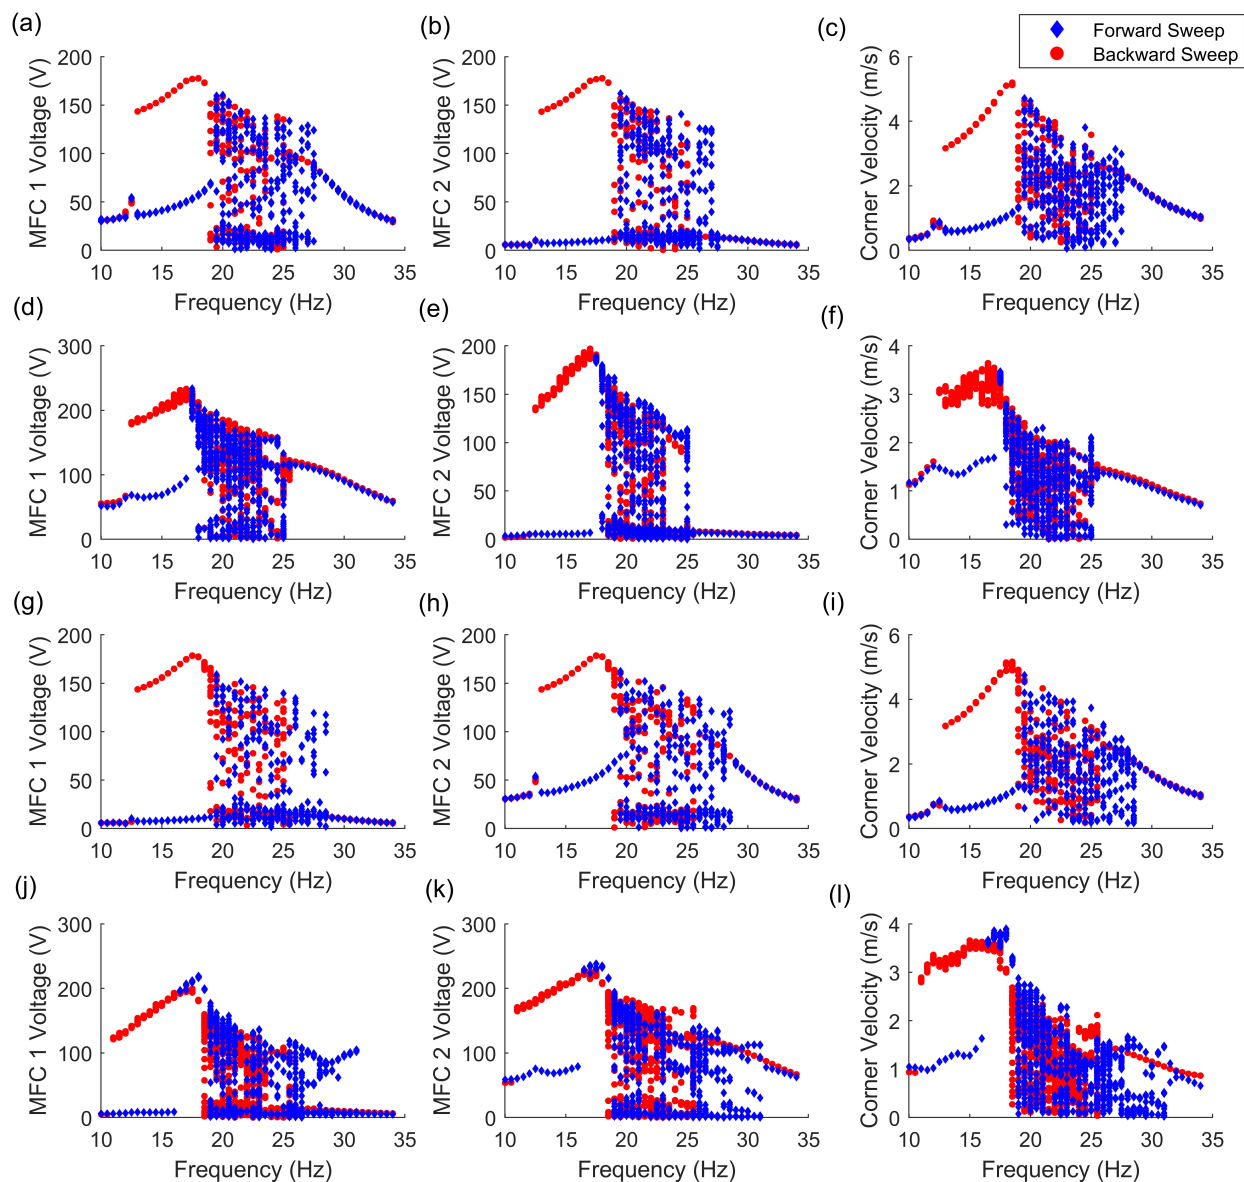 (a)
(b)
(c)
Forward Sweep
Backward Sweep
MFC 1 Voltage (V)
200
150
100
50
0
10 15 20 25 30 35
Frequency (Hz)
MFC 2 Voltage (V)
200
150
100
50
0
10 15 20 25 30 35
Frequency (Hz)
Corner Velocity (m/s)
6
4
2
0
10 15 20 25 30 35
Frequency (Hz)
(d)
(e)
(f)
MFC 1 Voltage (V)
300
200
100
0
10 15 20 25 30 35
Frequency (Hz)
MFC 2 Voltage (V)
200
150
100
50
0
10 15 20 25 30 35
Frequency (Hz)
Corner Velocity (m/s)
4
3
2
1
0
10 15 20 25 30 35
Frequency (Hz)
(g)
(h)
(i)
MFC 1 Voltage (V)
200
150
100
50
0
10 15 20 25 30 35
Frequency (Hz)
MFC 2 Voltage (V)
200
150
100
50
0
10 15 20 25 30 35
Frequency (Hz)
Corner Velocity (m/s)
6
4
2
0
10 15 20 25 30 35
Frequency (Hz)
(j)
(k)
(l)
MFC 1 Voltage (V)
300
200
100
0
10 15 20 25 30 35
Frequency (Hz)
MFC 2 Voltage (V)
300
200
100
0
10 15 20 25 30 35
Frequency (Hz)
Corner Velocity (m/s)
4
3
2
1
0
10 15 20 25 30 35
Frequency (Hz)